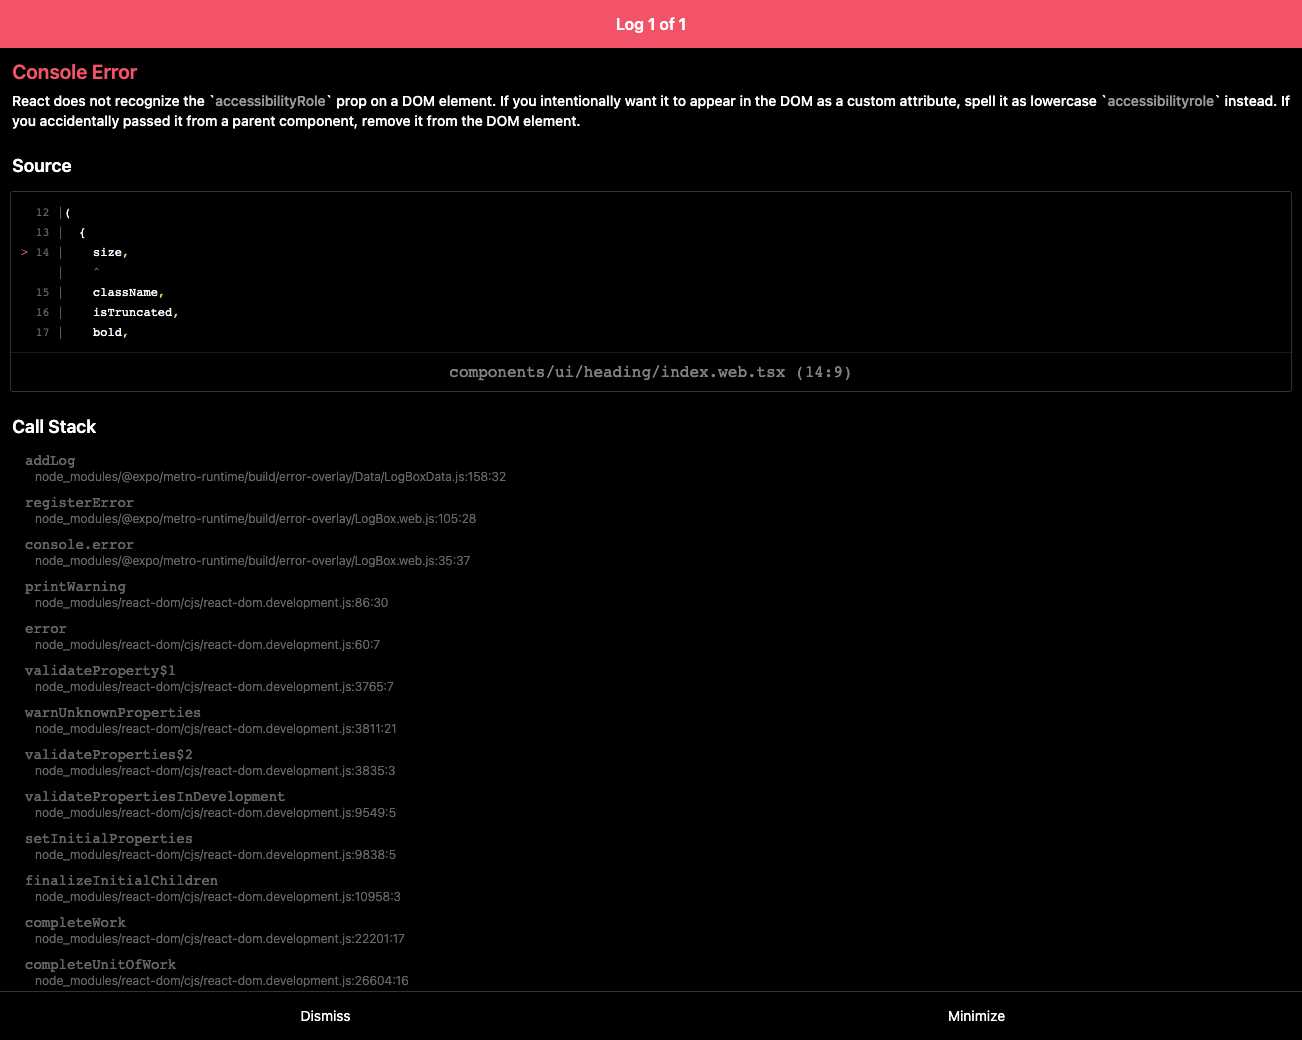 Log 1 of 1
Console Error
React does not recognize the `accessibilityRole` prop on a DOM element. If you intentionally want it to appear in the DOM as a custom attribute, spell it as lowercase `accessibilityrole` instead. If
you accidentally passed it from a parent component, remove it from the DOM element.
Source
12 |(
13 | {
> 14 | size,
| ^
15 | className,
16 | isTruncated,
17 | bold,
components/ui/heading/index.web.tsx (14:9)
Call Stack
addLog
node_modules/@expo/metro-runtime/build/error-overlay/Data/LogBoxData.js:158:32
registerError
node_modules/@expo/metro-runtime/build/error-overlay/LogBox.web.js:105:28
console.error
node_modules/@expo/metro-runtime/build/error-overlay/LogBox.web.js:35:37
printWarning
node_modules/react-dom/cjs/react-dom.development.js:86:30
error
node_modules/react-dom/cjs/react-dom.development.js:60:7
validateProperty$1
node_modules/react-dom/cjs/react-dom.development.js:3765:7
warnUnknownProperties
node_modules/react-dom/cjs/react-dom.development.js:3811:21
validateProperties$2
node_modules/react-dom/cjs/react-dom.development.js:3835:3
validatePropertiesInDevelopment
node_modules/react-dom/cjs/react-dom.development.js:9549:5
setInitialProperties
node_modules/react-dom/cjs/react-dom.development.js:9838:5
finalizeInitialChildren
node_modules/react-dom/cjs/react-dom.development.js:10958:3
completeWork
node_modules/react-dom/cjs/react-dom.development.js:22201:17
completeUnitOfWork
node_modules/react-dom/cjs/react-dom.development.js:26604:16
Dismiss
Minimize